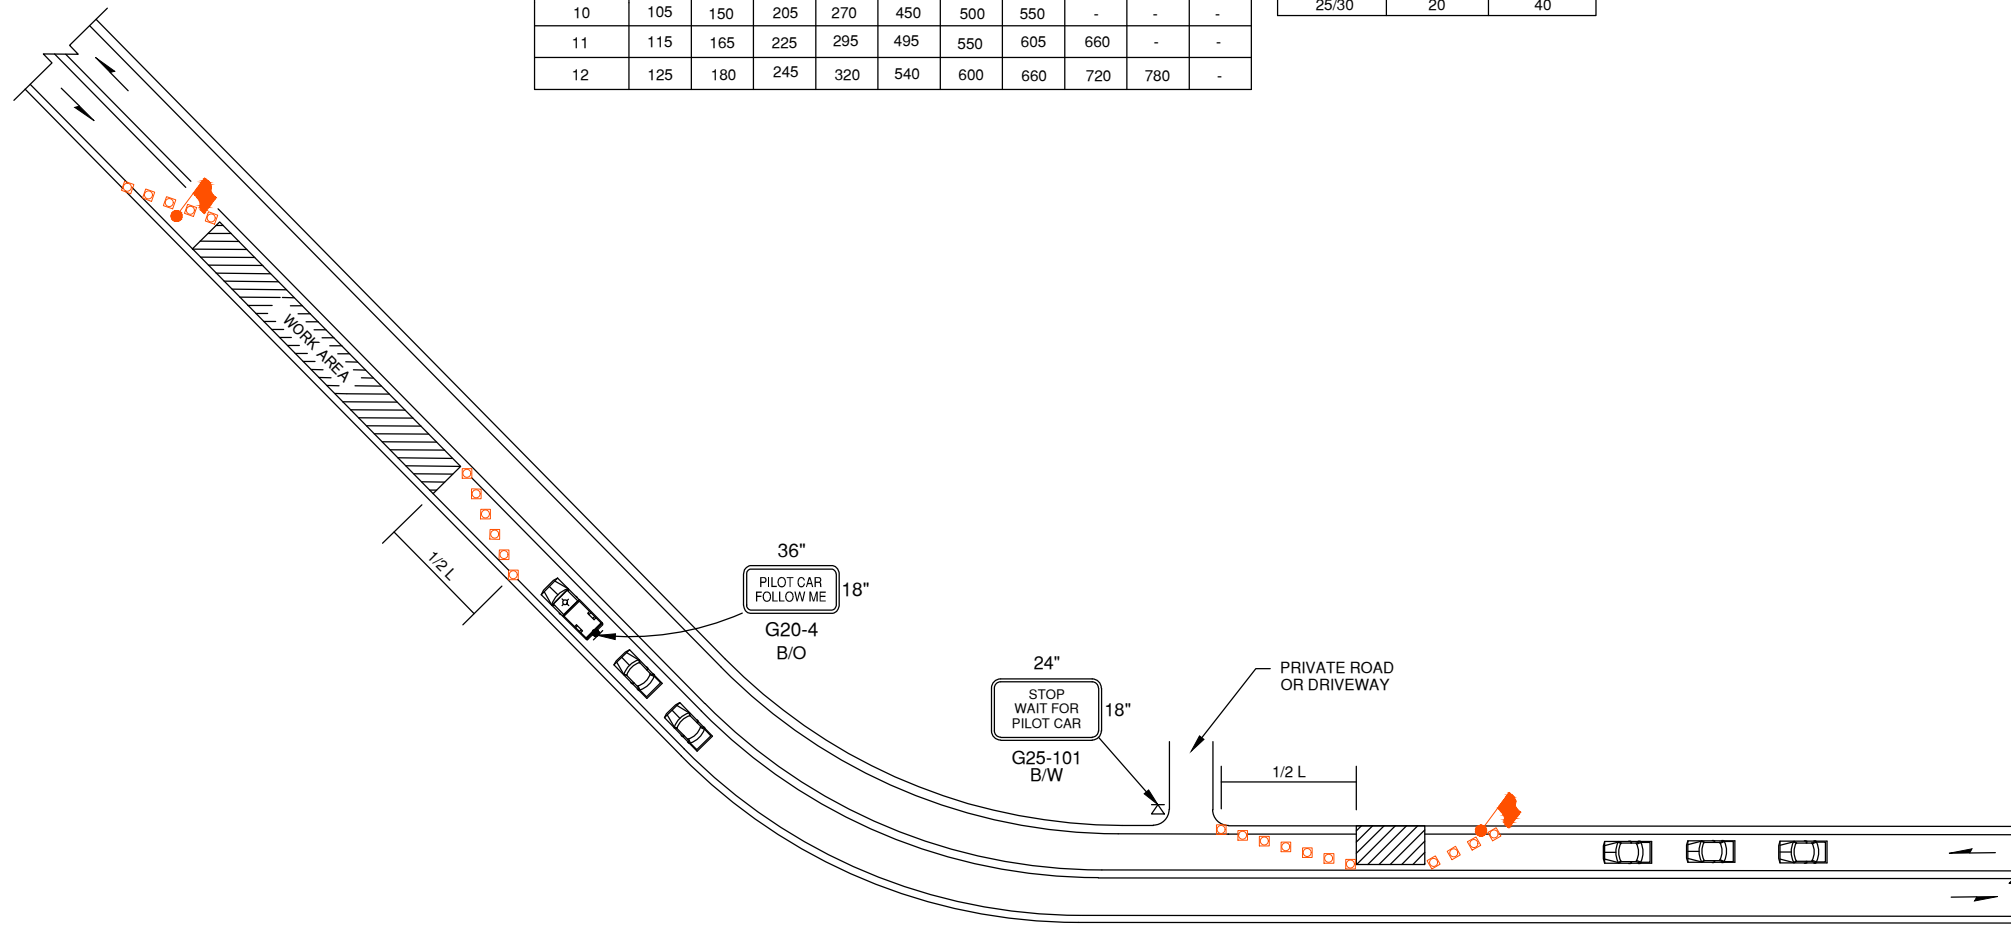 10 105 150 205 270 450 500 550 - - -
11 115 165 225 295 495 550 605 660 - -
12 125 180 245 320 540 600 660 720 780 -
25/30 20 40
WORK AREA
1/2 L
36"
PILOT CAR
FOLLOW ME
18"
G20-4
B/O
24"
STOP
WAIT FOR
PILOT CAR
18"
G25-101
B/W
PRIVATE ROAD
OR DRIVEWAY
1/2 L